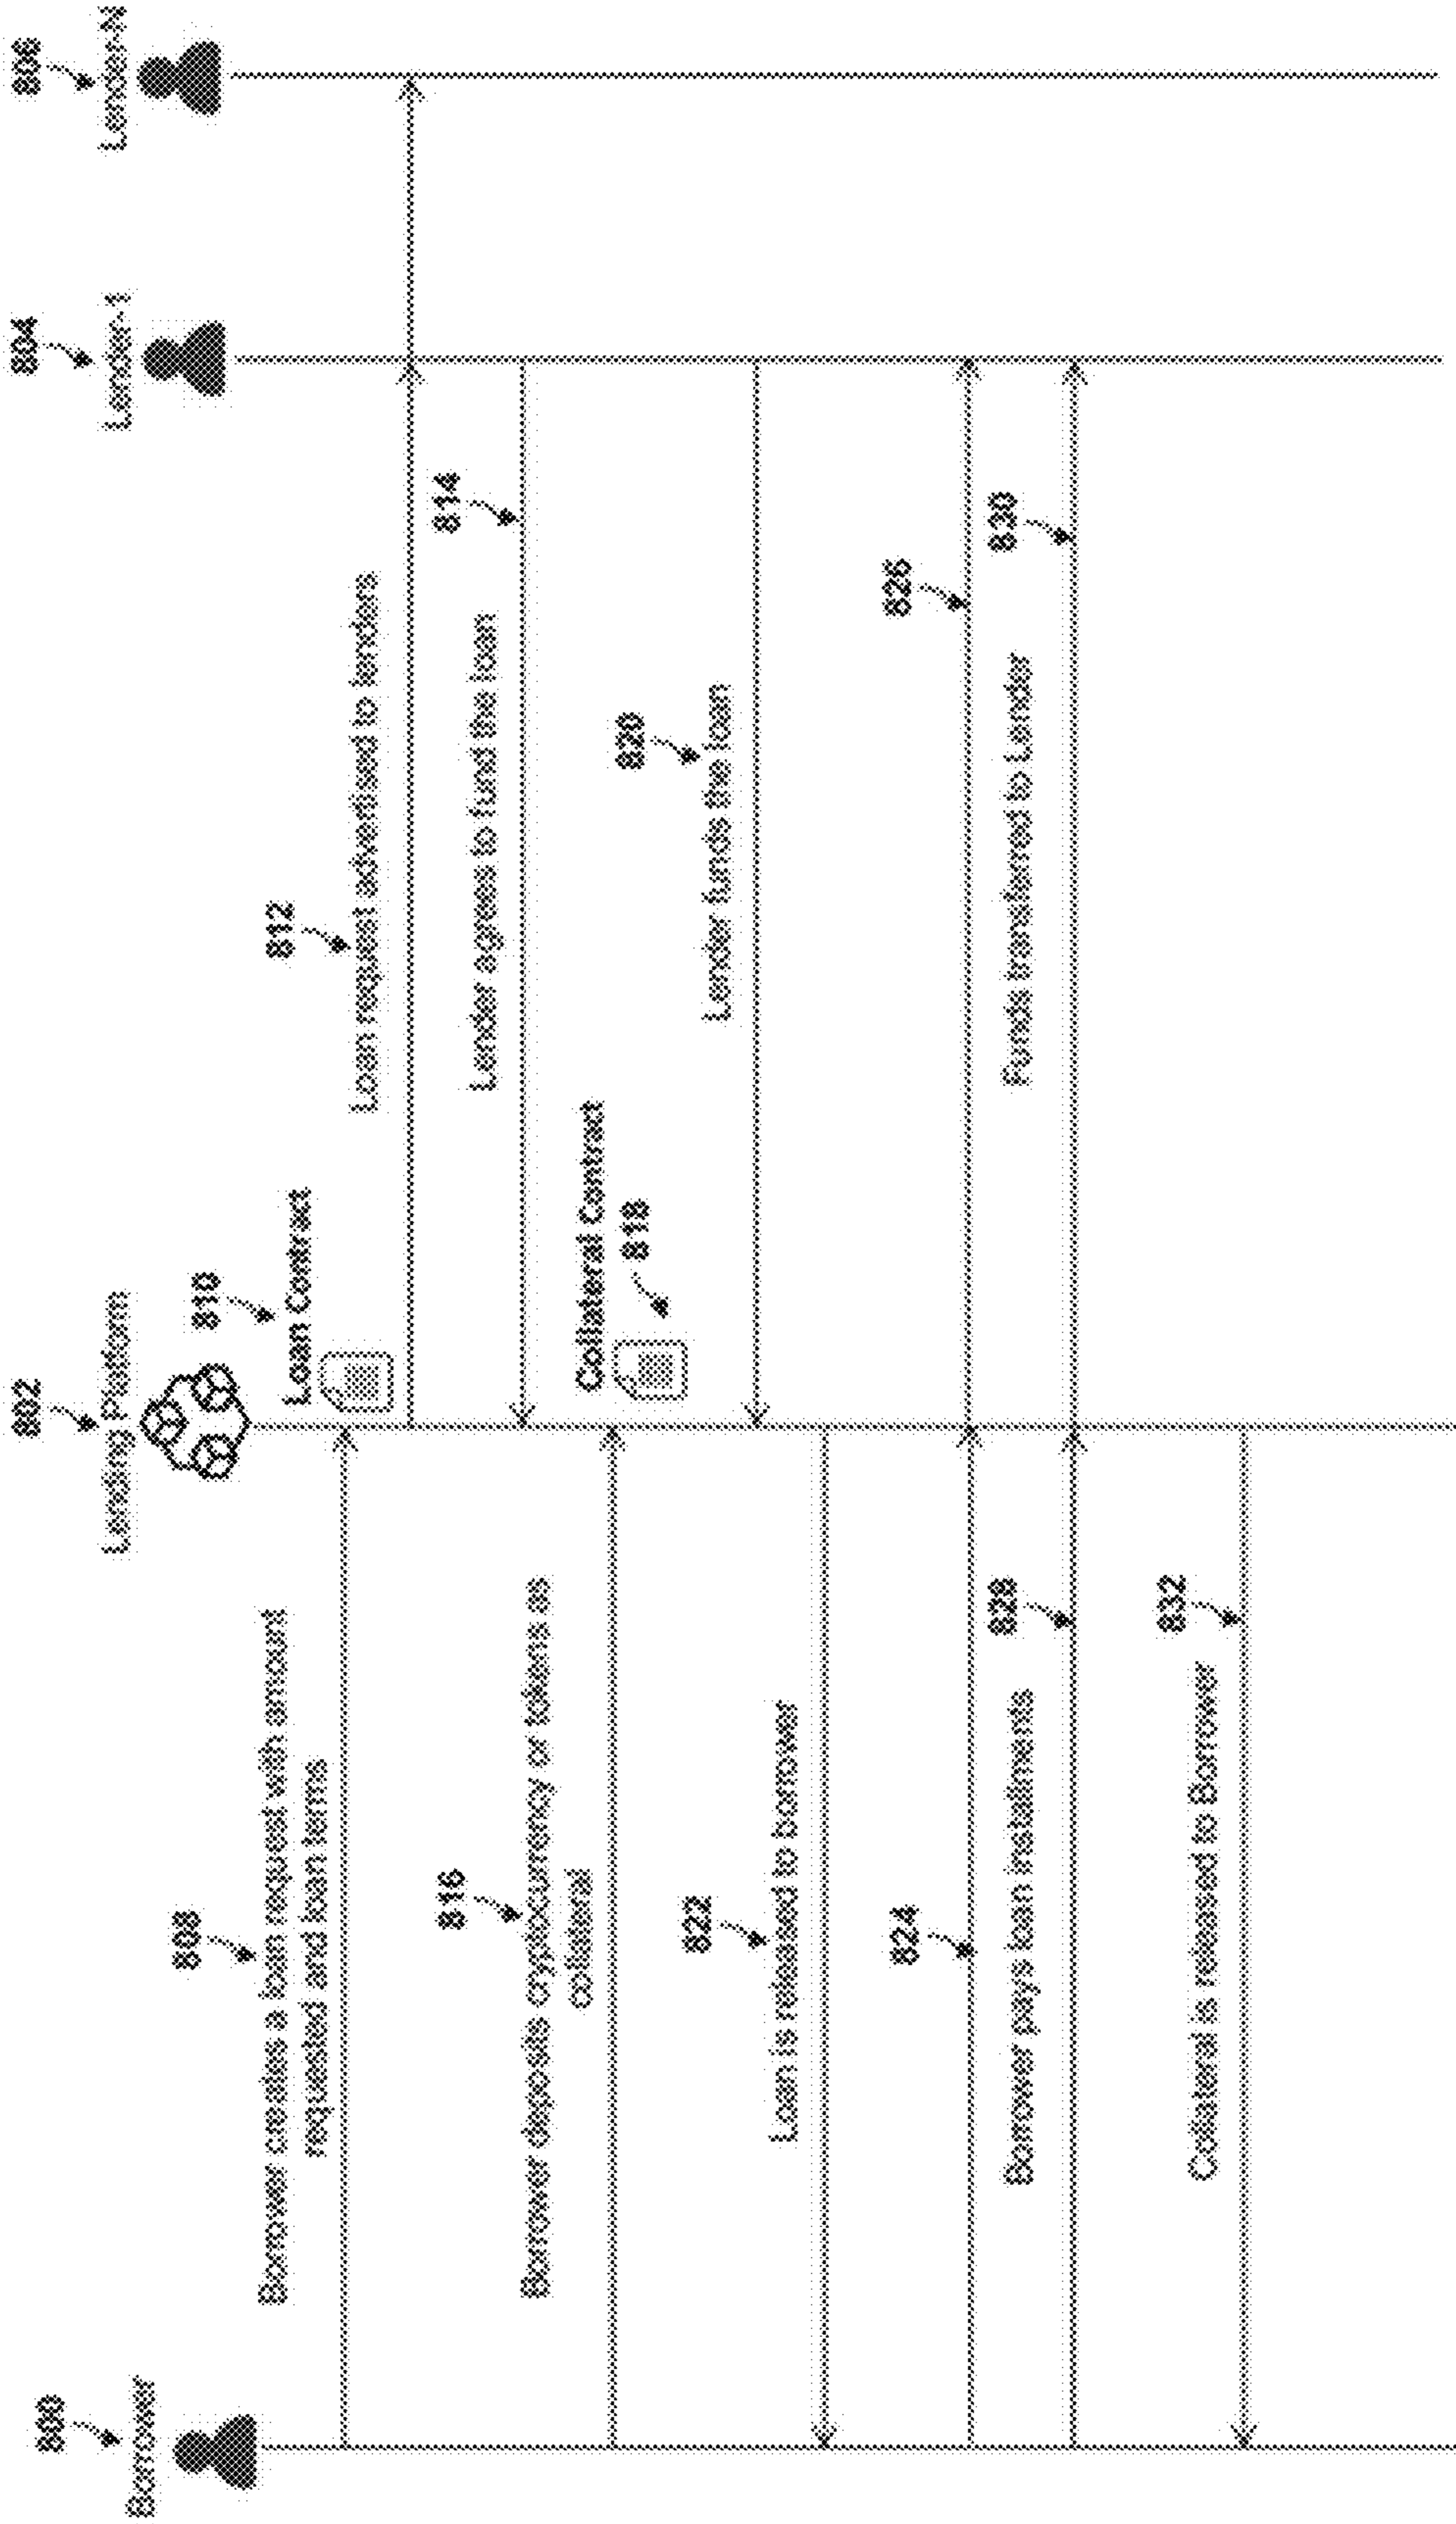 800
Borrower
802
Lending Platform
804
Lender-1
806
Lender-N
808
Borrower creates a loan request with amount
requested and loan terms
810
Loan Contract
812
Loan request advertised to lenders
814
Lender agrees to fund the loan
816
Borrower deposits cryptocurrency or tokens as
collateral
Collateral Contract
818
820
Lender funds the loan
822
Loan is released to borrower
824
826
Borrower pays loan installments
828
Funds transferred to Lender
830
832
Collateral is released to Borrower